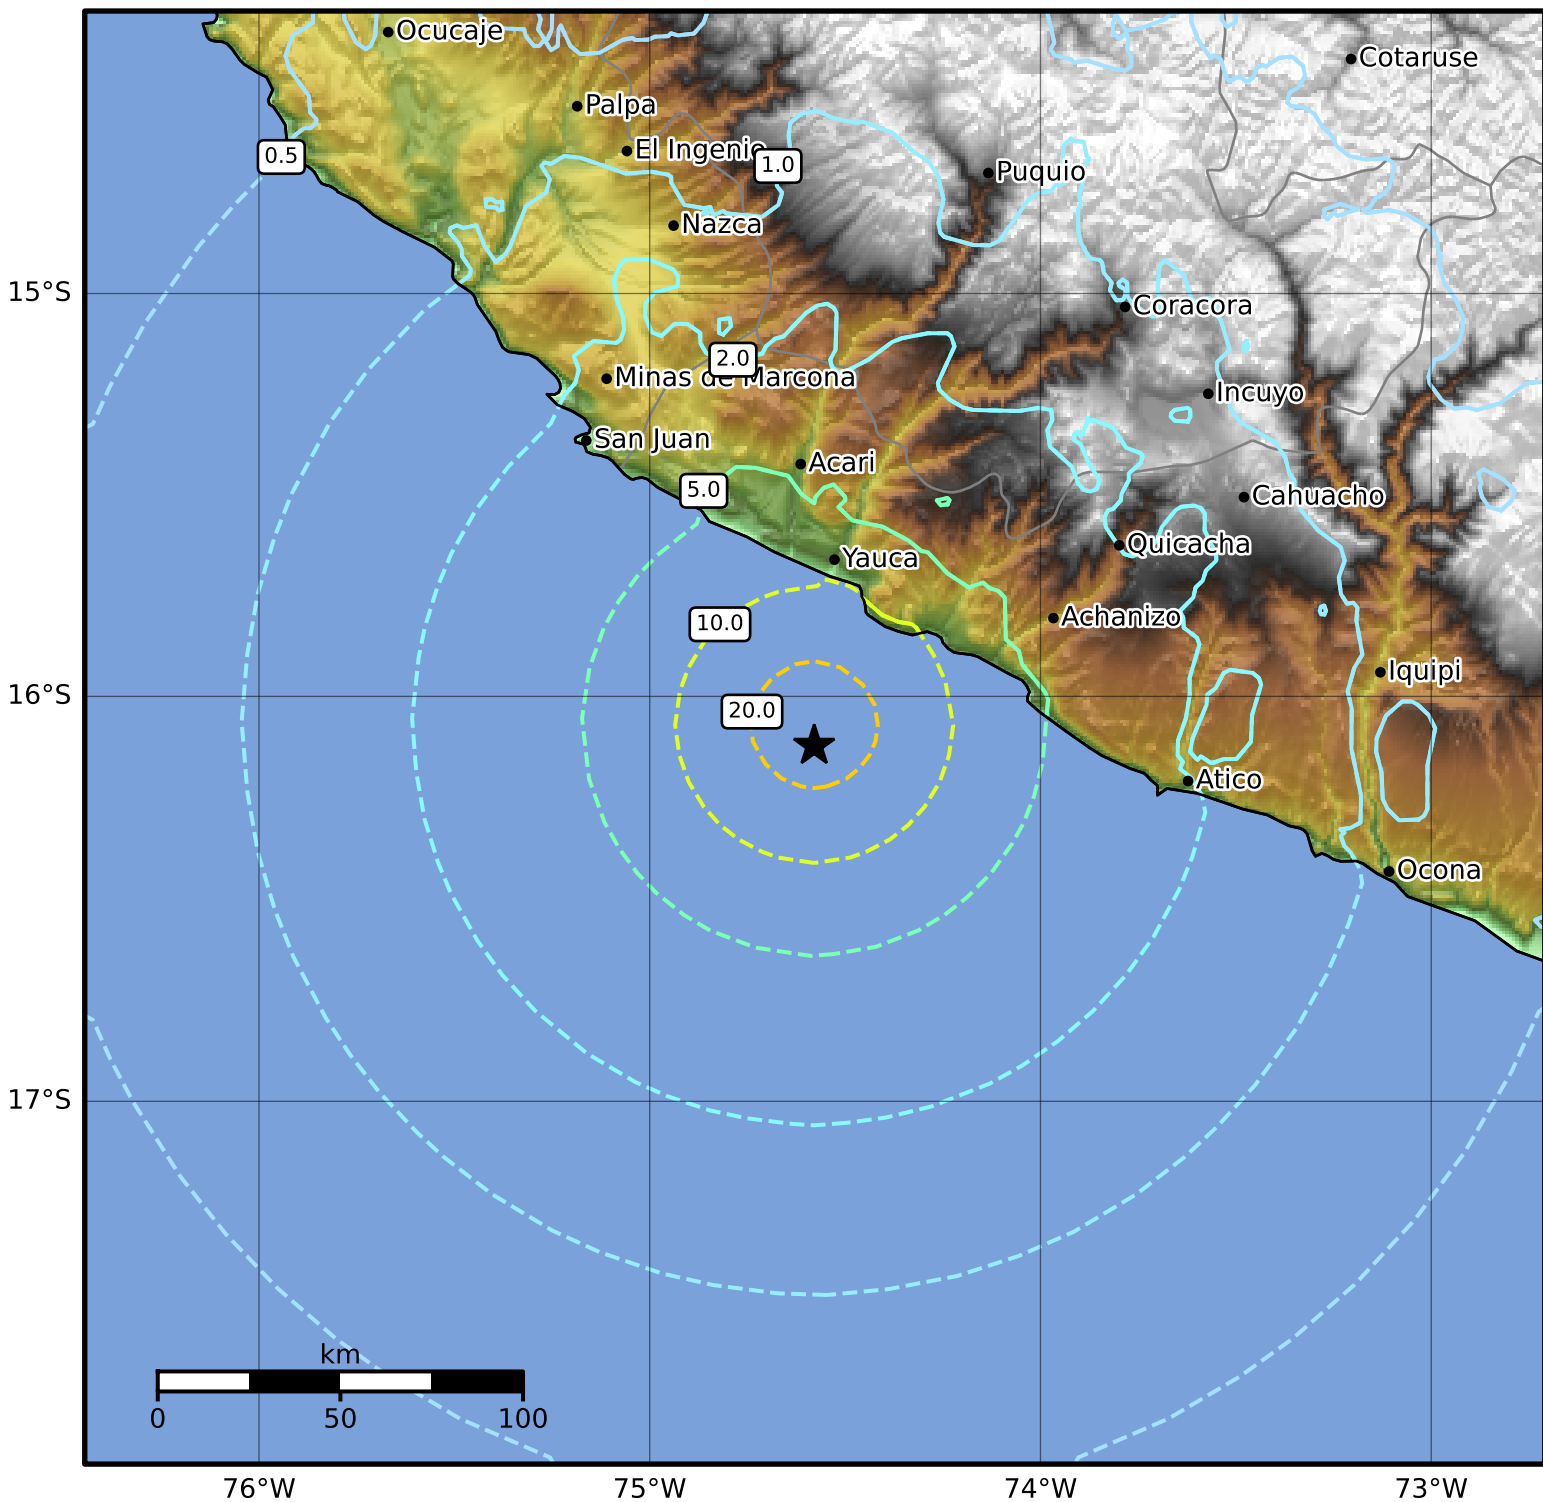 Ocucaje
Cotaruse
Palpa
El Ingenio
0.5
1.0
Puquio
Nazca
15°S
Coracora
2.0
Minas de Marcona
Incuyo
San Juan
Acari
5.0
Cahuacho
Quicacha
Yauca
10.0
Achanizo
Iquipi
16°S
20.0
Atico
Ocona
17°S
km
0 50 100
76°W 75°W 74°W 73°W